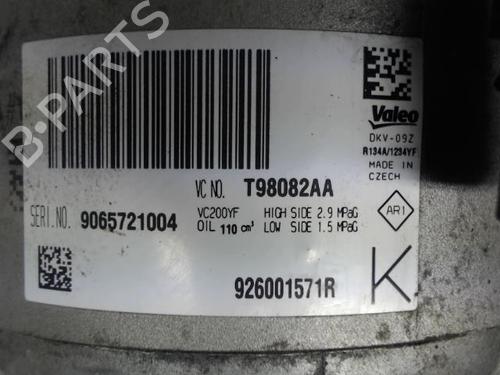 B-PARTS
Valeo
DKV-09Z
R134A/1234YF
MADE IN
CZECH
VC NO. T98082AA
SERI.NO. 9065721004
VC200YF HIGH SIDE 2.9 MPaG
OIL 110 cm³ LOW SIDE 1.5 MPaG
AR1
926001571R
K